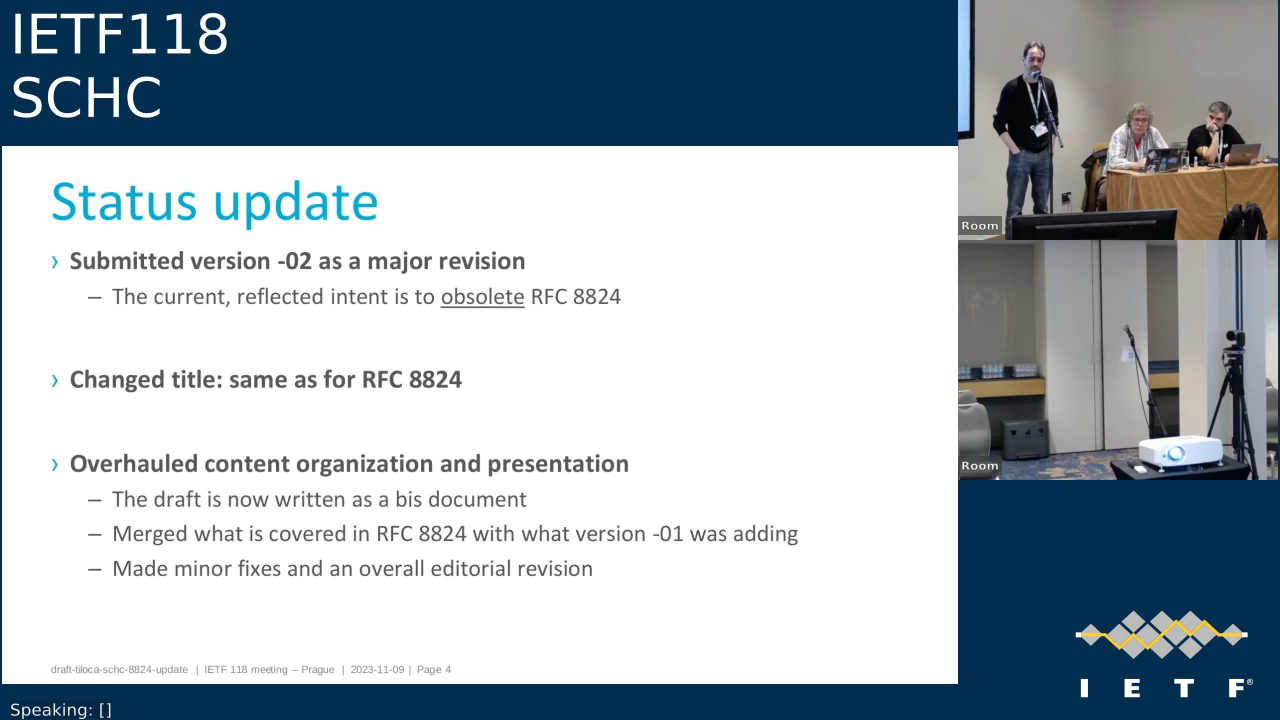 IETF118
SCHC
Status update
› Submitted version -02 as a major revision
– The current, reflected intent is to obsolete RFC 8824
› Changed title: same as for RFC 8824
› Overhauled content organization and presentation
– The draft is now written as a bis document
– Merged what is covered in RFC 8824 with what version -01 was adding
– Made minor fixes and an overall editorial revision
draft-tiloca-schc-8824-update | IETF 118 meeting – Prague | 2023-11-09 | Page 4
Room
Room
I E T F®
Speaking: []